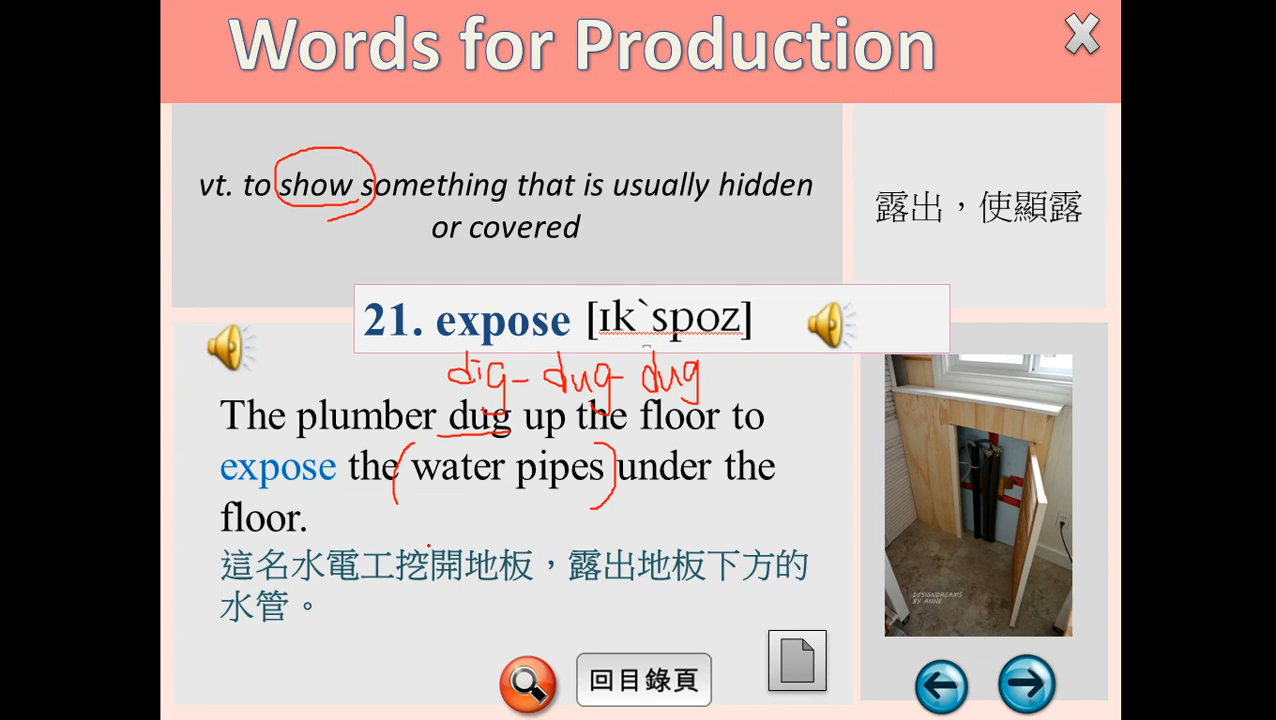 Words for Production
vt. to show something that is usually hidden
or covered
露出，使顯露
21. expose [ɪk`spoz]
dig - dug - dug
The plumber dug up the floor to
expose the water pipes under the
floor.
這名水電工挖開地板，露出地板下方的
水管。
DESIGNDREAMS
BY ANNE
回目錄頁